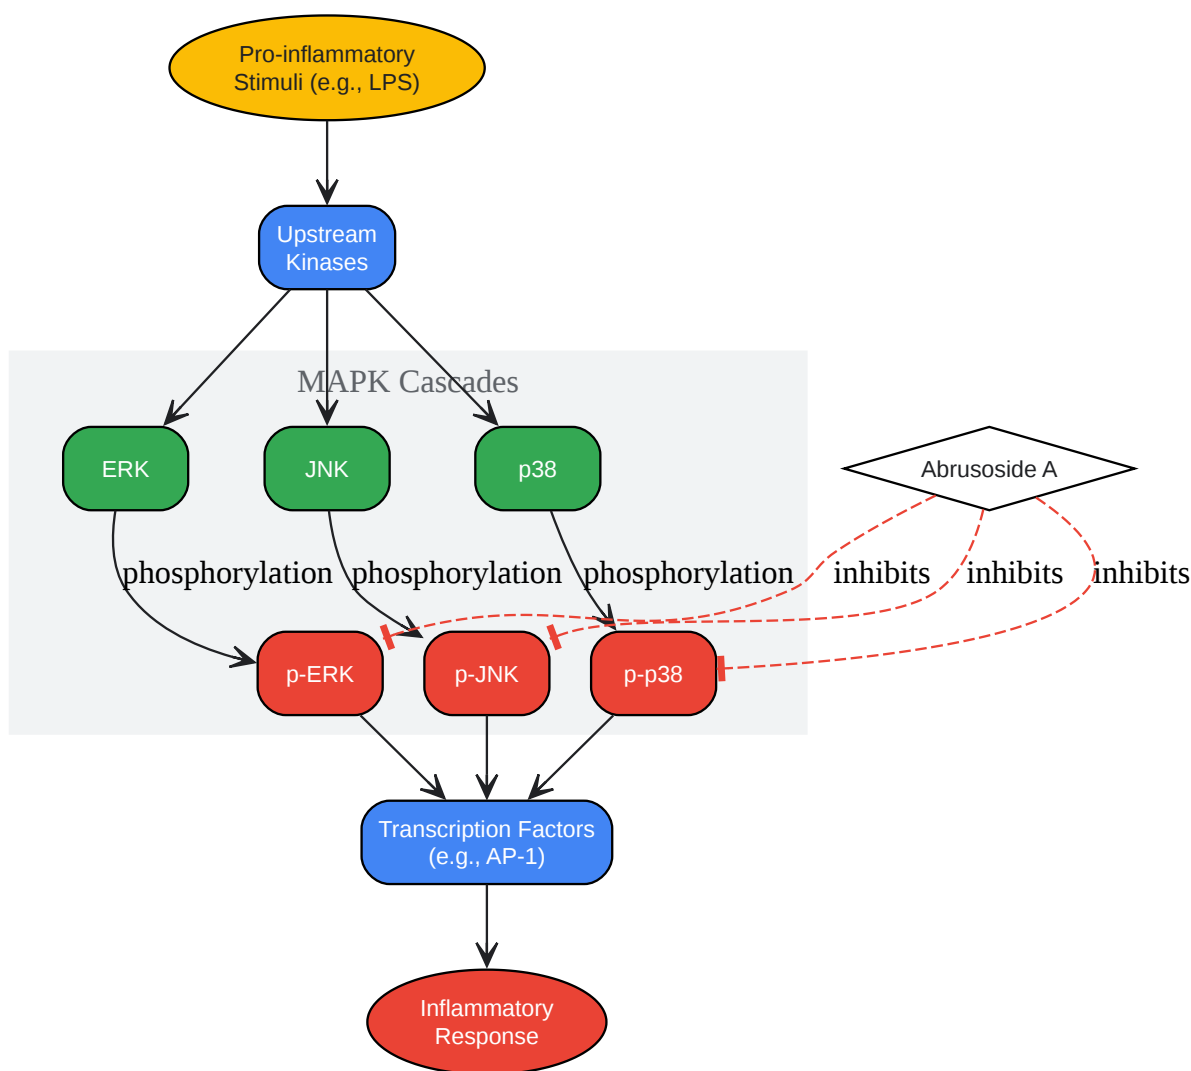 Pro-inflammatory
Stimuli (e.g., LPS)
Upstream
Kinases
MAPK Cascades
ERK
JNK
p38
Abrusoside A
phosphorylation
phosphorylation
phosphorylation
inhibits
inhibits
inhibits
p-ERK
p-JNK
p-p38
Transcription Factors
(e.g., AP-1)
Inflammatory
Response